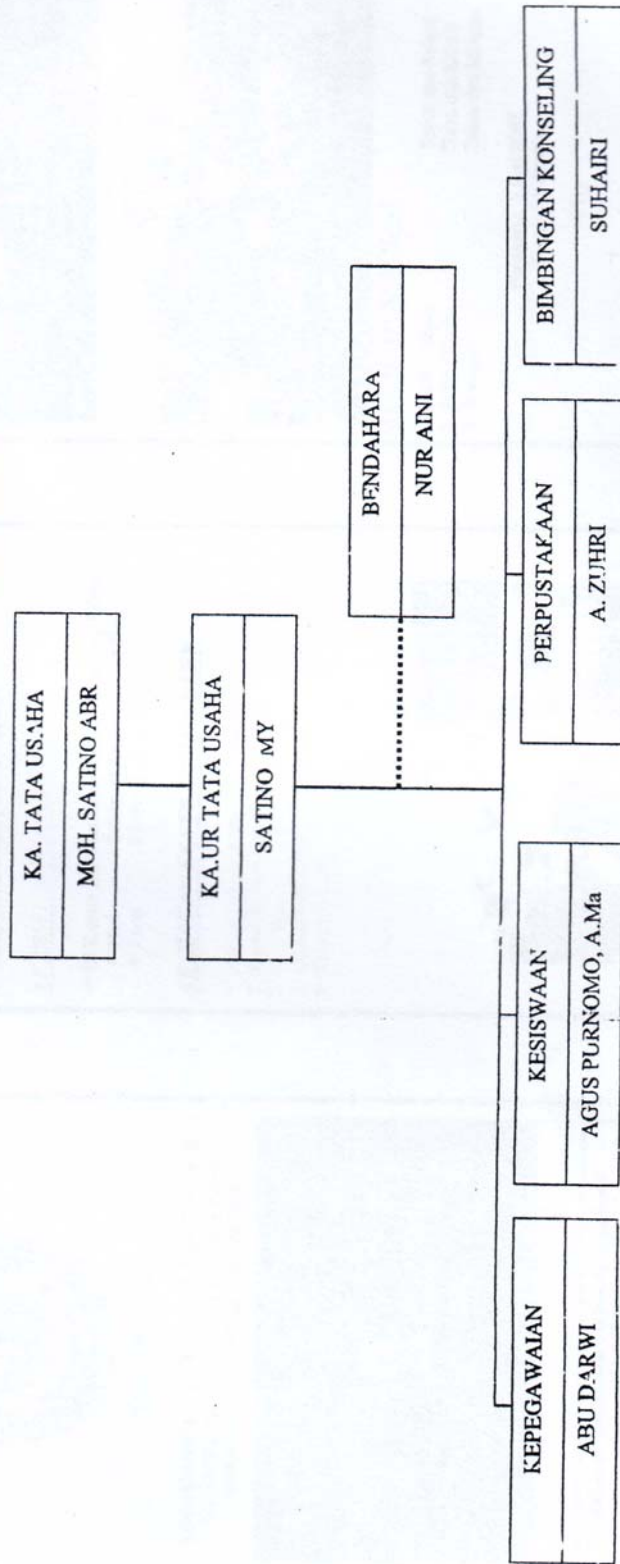 KA. TATA USAHA
MOH. SATINO ABR
KA.UR TATA USAHA
SATINO MY
BENDAHARA
NUR AINI
KEPEGAWAIAN
ABU DARWI
KESISWAAN
AGUS PURNOMO, A.Ma
PERPUSTAKAAN
A. ZUHRI
BIMBINGAN KONSELING
SUHAIRI